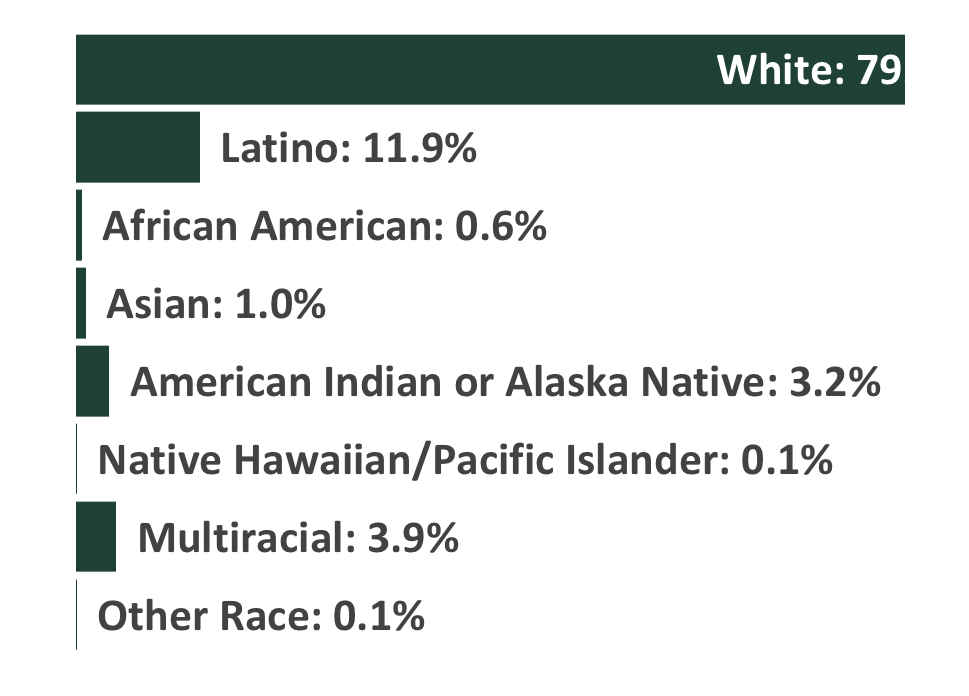 White: 79
Latino: 11.9%
African American: 0.6%
Asian: 1.0%
American Indian or Alaska Native: 3.2%
Native Hawaiian/Pacific Islander: 0.1%
Multiracial: 3.9%
Other Race: 0.1%